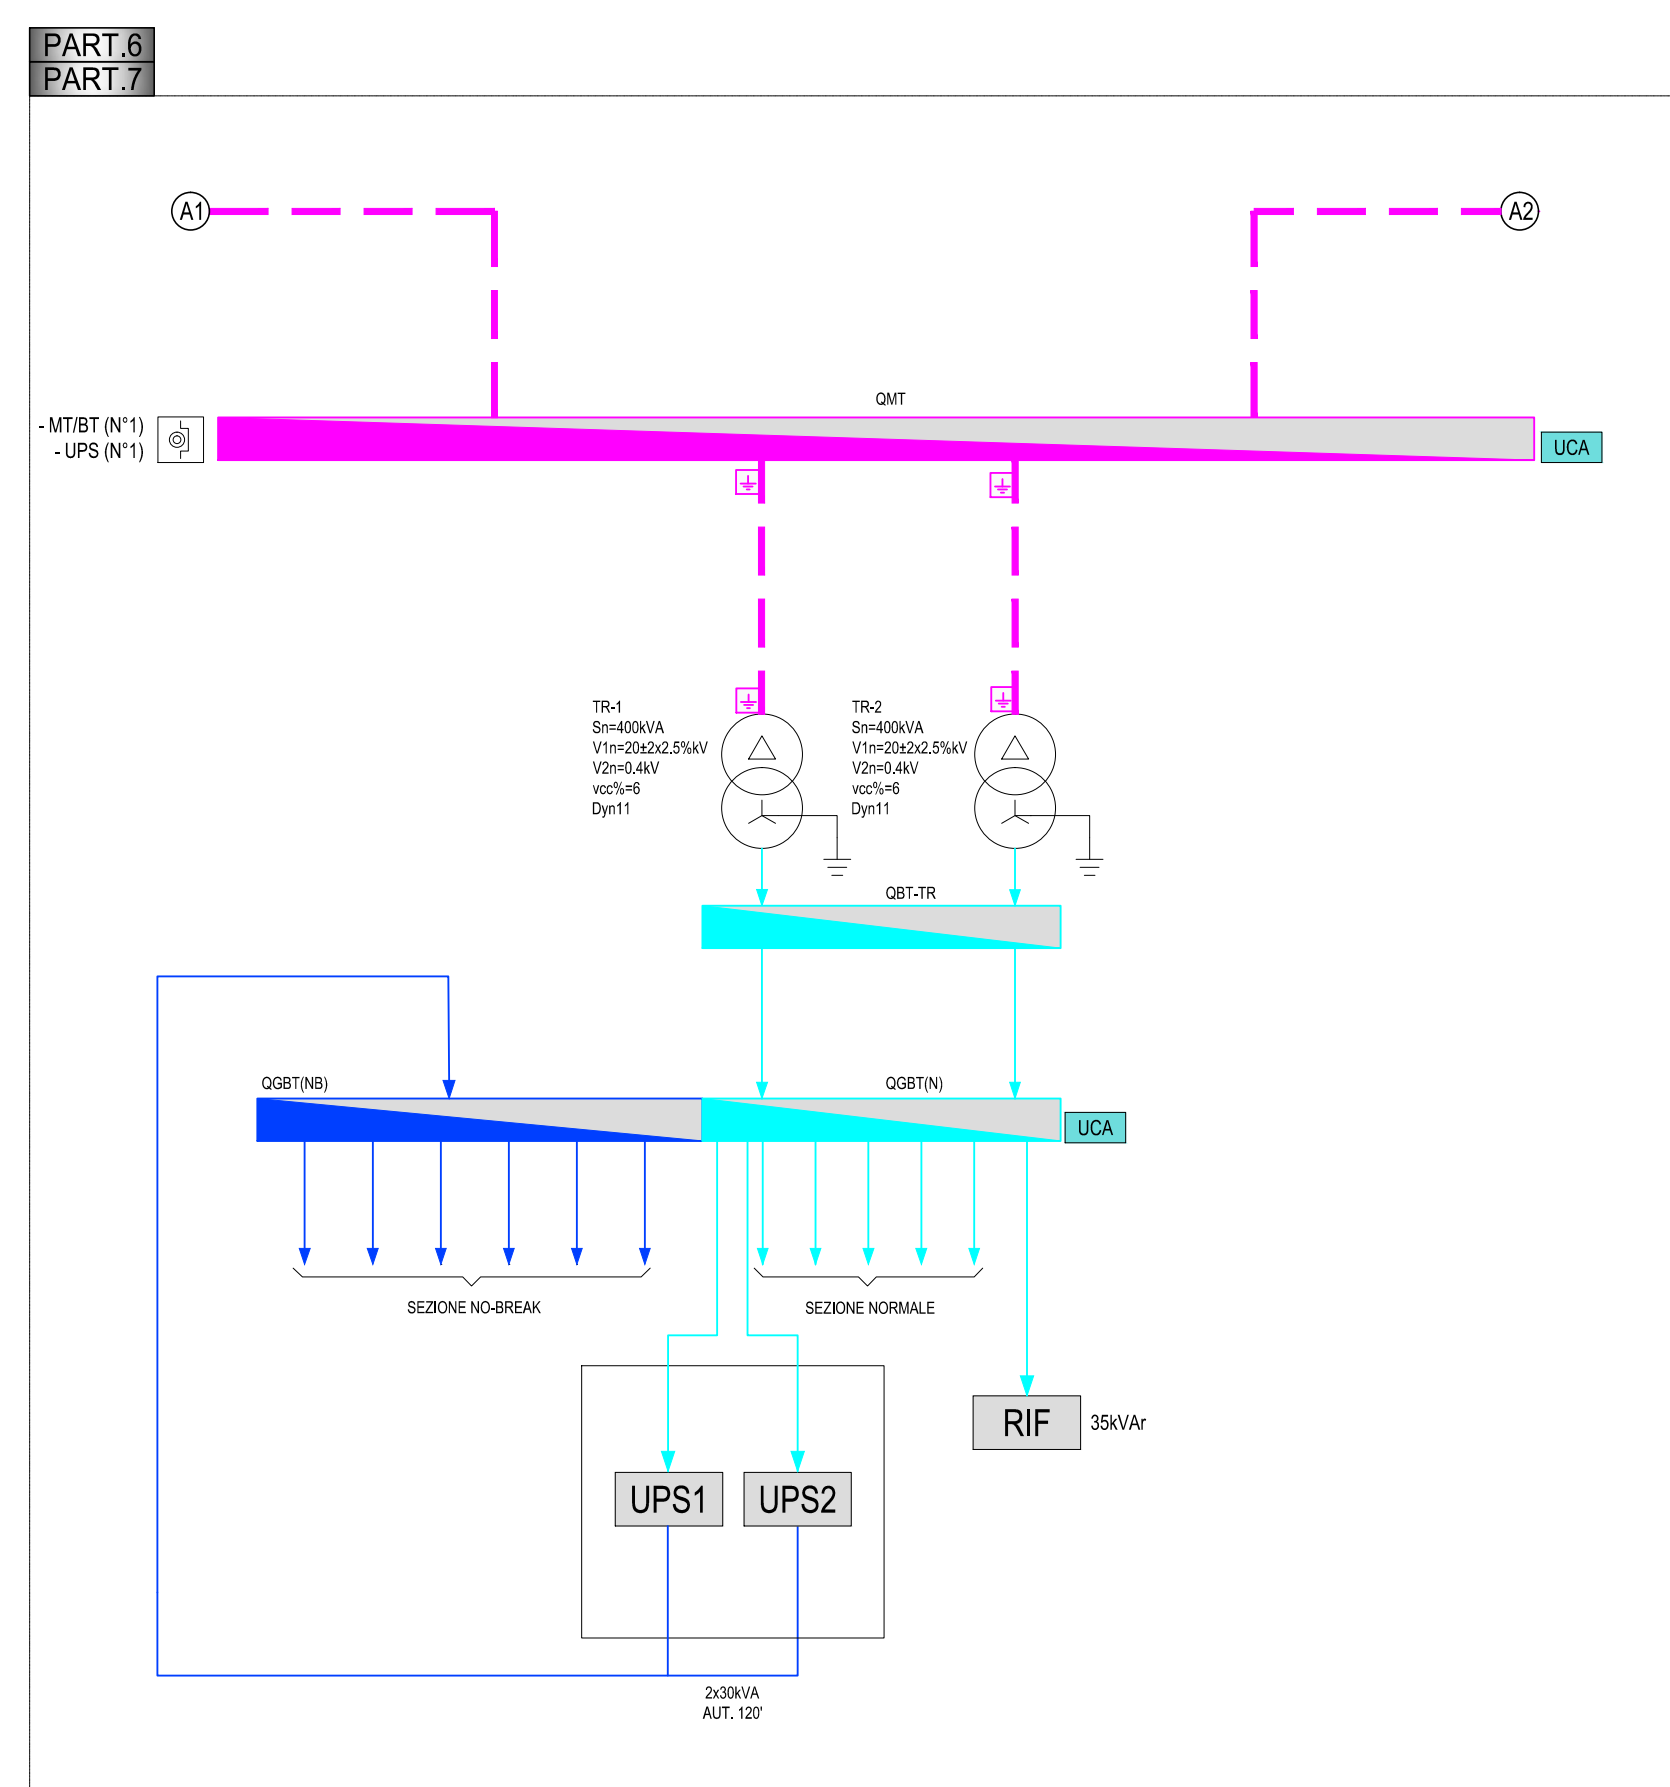 PART.6
PART.7
A1
A2
QMT
- MT/BT (N°1)
- UPS (N°1)
UCA
TR-1
Sn=400kVA
V1n=20±2x2.5%kV
V2n=0.4kV
vcc%=6
Dyn11
TR-2
Sn=400kVA
V1n=20±2x2.5%kV
V2n=0.4kV
vcc%=6
Dyn11
QBT-TR
QGBT(NB)
QGBT(N)
UCA
SEZIONE NO-BREAK
SEZIONE NORMALE
RIF
35kVAr
UPS1
UPS2
2x30kVA
AUT. 120'